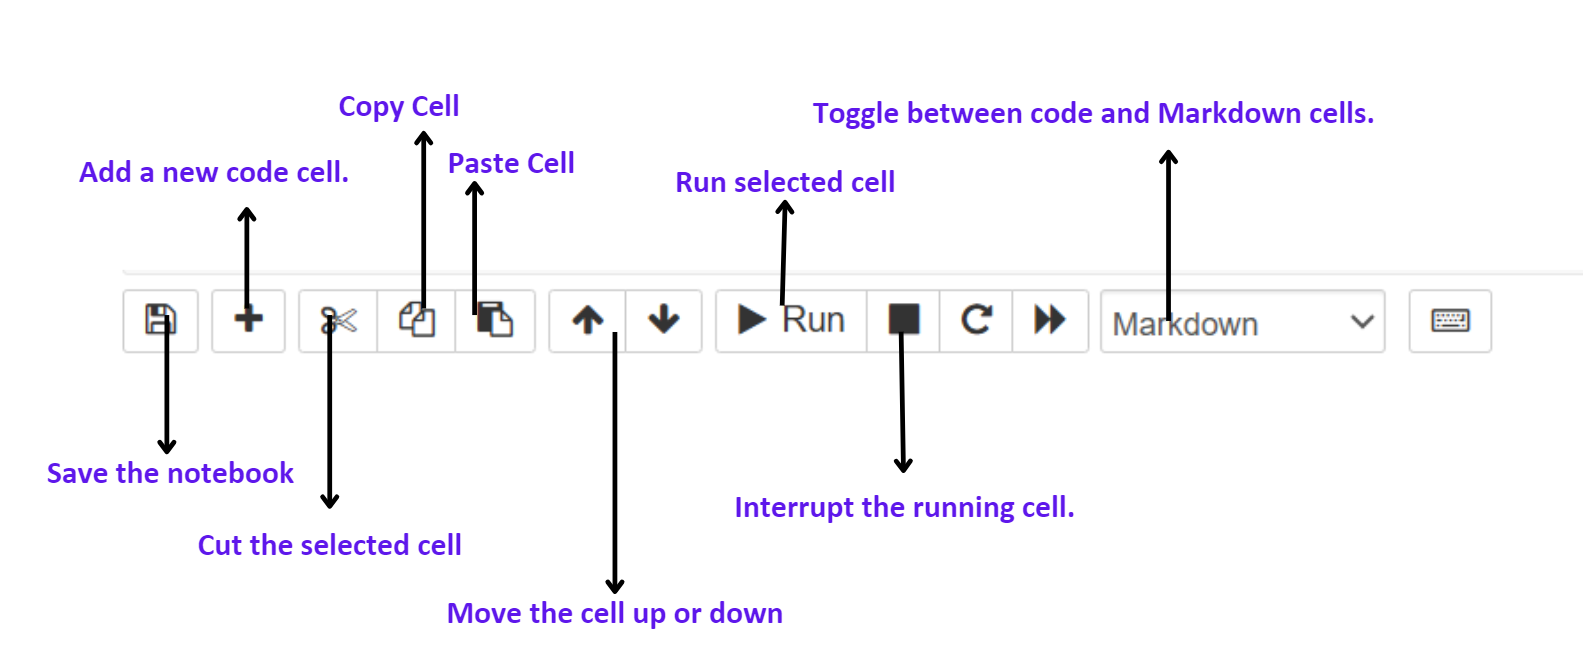 Copy Cell
Toggle between code and Markdown cells.
Add a new code cell.
Paste Cell
Run selected cell
Run
Markdown
Save the notebook
Interrupt the running cell.
Cut the selected cell
Move the cell up or down